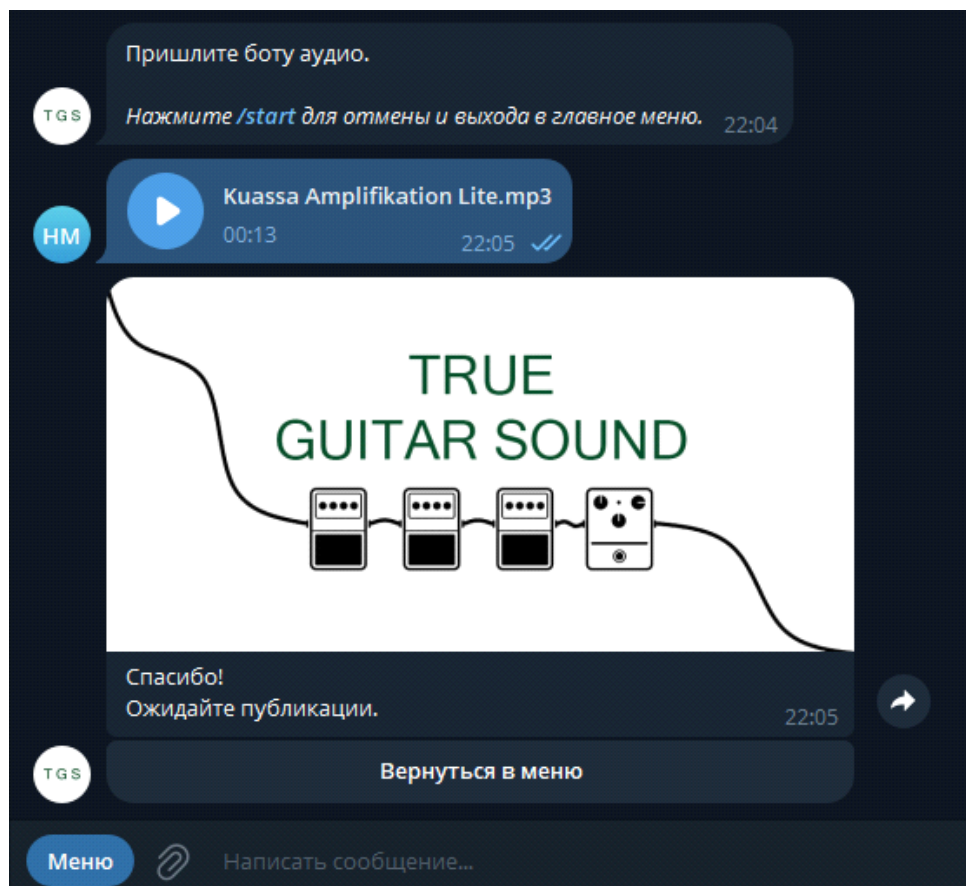 Пришлите боту аудио.
TGS
Нажмите /start для отмены и выхода в главное меню. 22:04
Kuassa Amplifikation Lite.mp3
HM
00:13 22:05
TRUE
GUITAR SOUND
Спасибо!
Ожидайте публикации. 22:05
TGS
Вернуться в меню
Меню Написать сообщение...